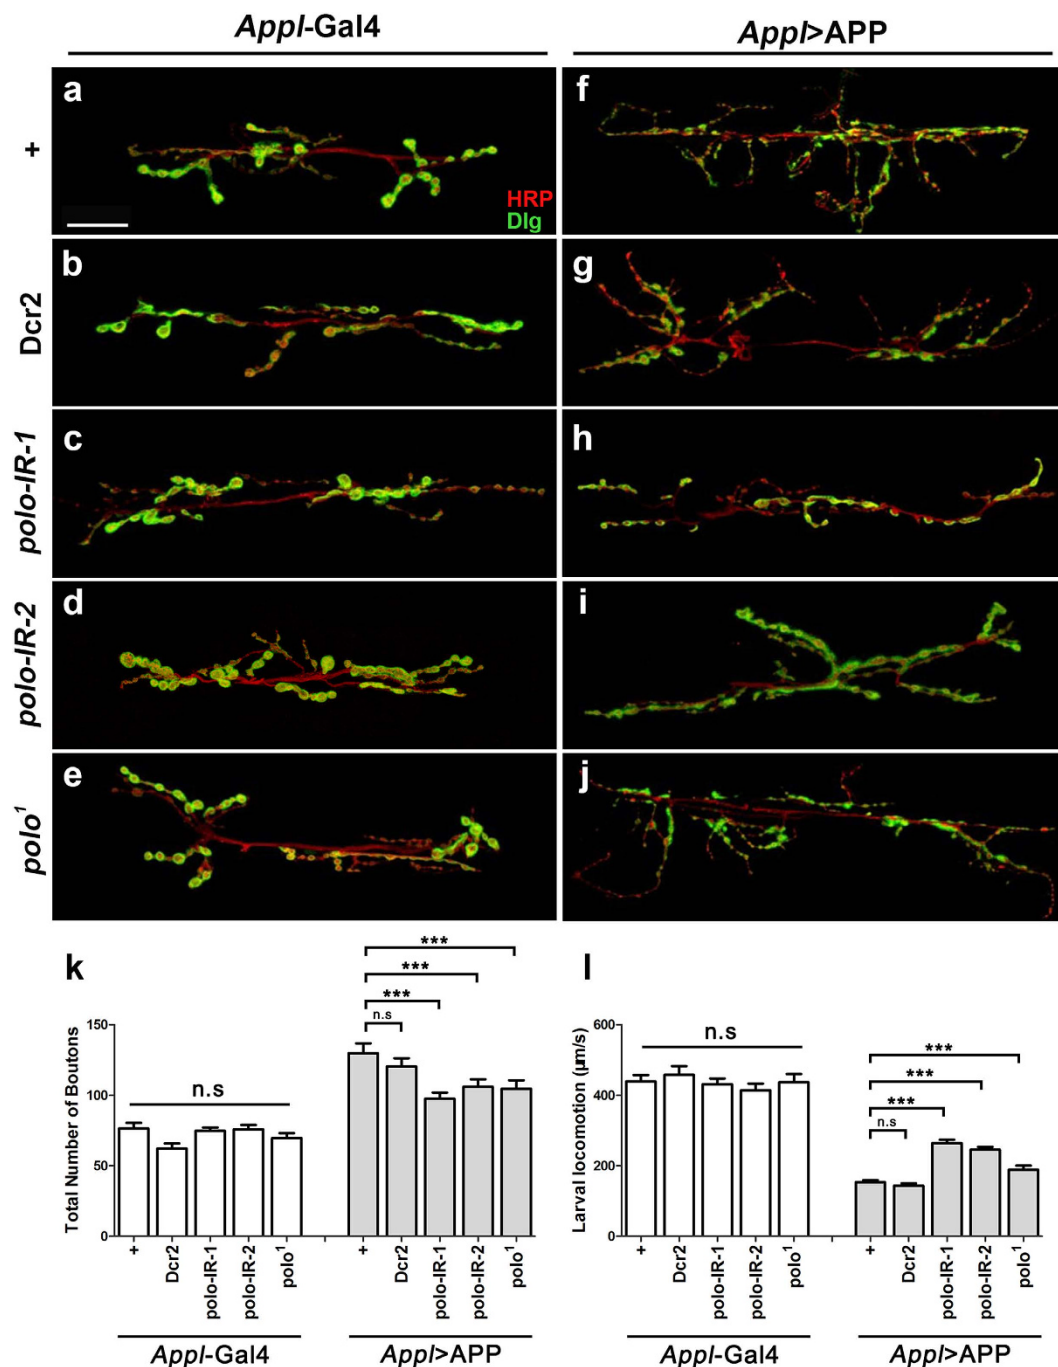 Appl-Gal4 Appl>APP
+ a f
HRP
Dlg
Dcr2 b g
polo-IR-1 c h
polo-IR-2 d i
polo¹ e j
k
Total Number of Boutons
150
100
50
0
n.s
***
***
***
n.s
+ Dcr2 polo-IR-1 polo-IR-2 polo¹ + Dcr2 polo-IR-1 polo-IR-2 polo¹
Appl-Gal4 Appl>APP
l
Larval locomotion (µm/s)
600
400
200
0
n.s
***
***
***
n.s
+ Dcr2 polo-IR-1 polo-IR-2 polo¹ + Dcr2 polo-IR-1 polo-IR-2 polo¹
Appl-Gal4 Appl>APP